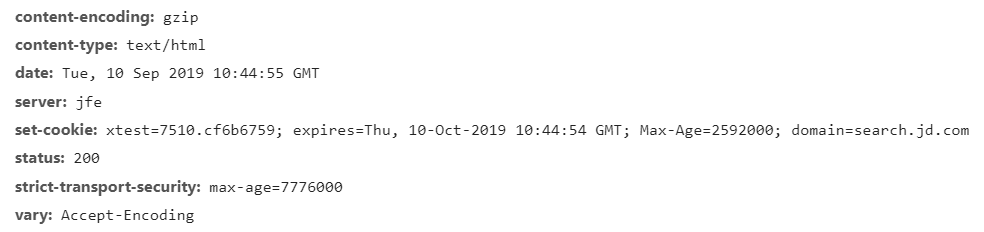 content-encoding: gzip
content-type: text/html
date: Tue, 10 Sep 2019 10:44:55 GMT
server: jfe
set-cookie: xtest=7510.cf6b6759; expires=Thu, 10-Oct-2019 10:44:54 GMT; Max-Age=2592000; domain=search.jd.com
status: 200
strict-transport-security: max-age=7776000
vary: Accept-Encoding